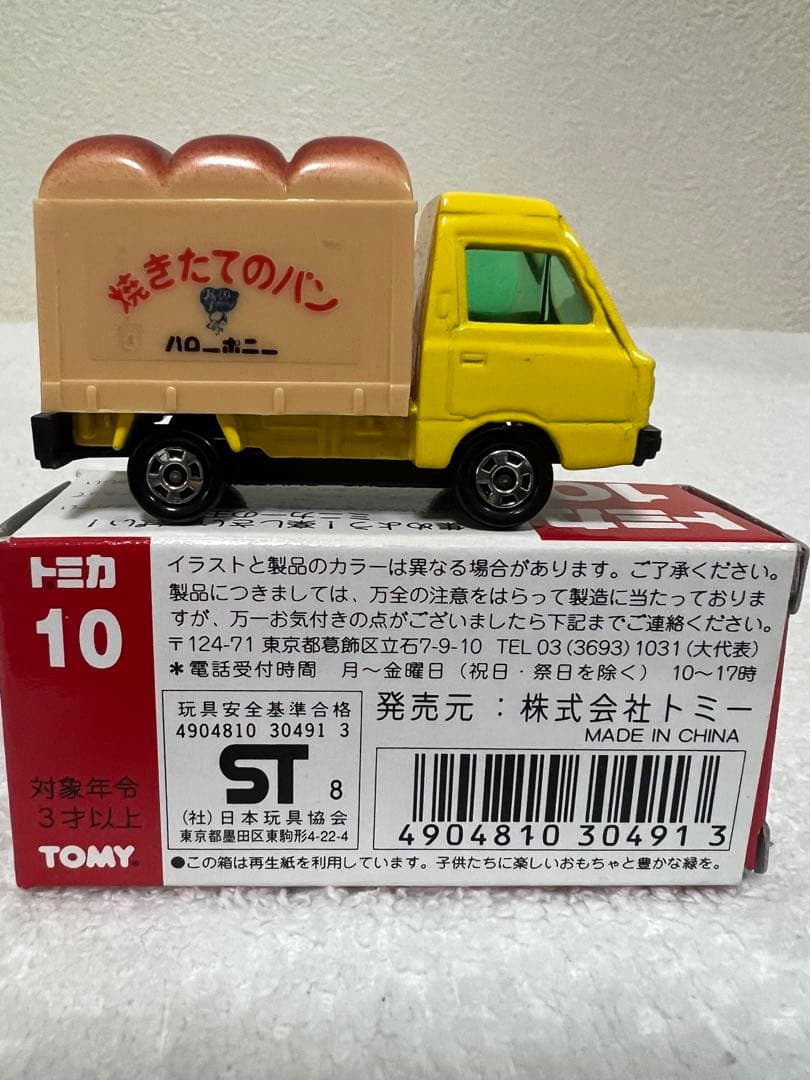 焼きたてのパン
ハローポニー
トミカ
10
トミカ
10
対象年令
3才以上
TOMY
イラストと製品のカラーは異なる場合があります。ご了承ください。
製品につきましては、万全の注意をはらって製造に当たっておりま
すが、万一お気付きの点がございましたら下記までご連絡ください。
〒124-71 東京都葛飾区立石7-9-10 TEL 03(3693)1031(大代表)
*電話受付時間 月～金曜日(祝日・祭日を除く) 10～17時
玩具安全基準合格
4904810 30491 3
ST 8
(社)日本玩具協会
東京都墨田区東駒形4-22-4
発売元:株式会社トミー
MADE IN CHINA
4904810 304913
●この箱は再生紙を利用しています。子供たちに楽しいおもちゃと豊かな緑を。